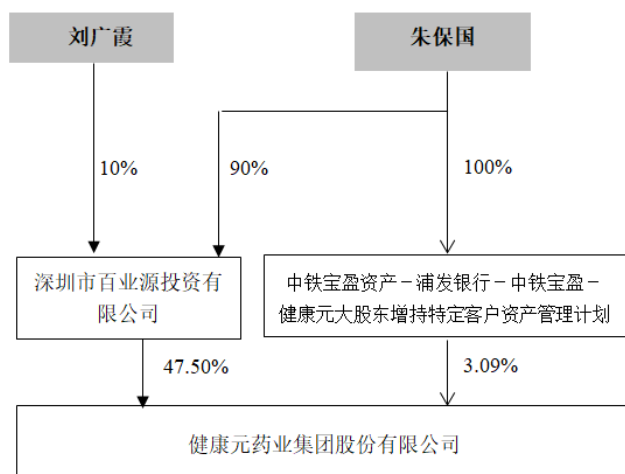 刘广霞
朱保国
10%
90%
100%
深圳市百业源投资有
限公司
中铁宝盈资产－浦发银行－中铁宝盈－
健康元大股东增持特定客户资产管理计划
47.50%
3.09%
健康元药业集团股份有限公司